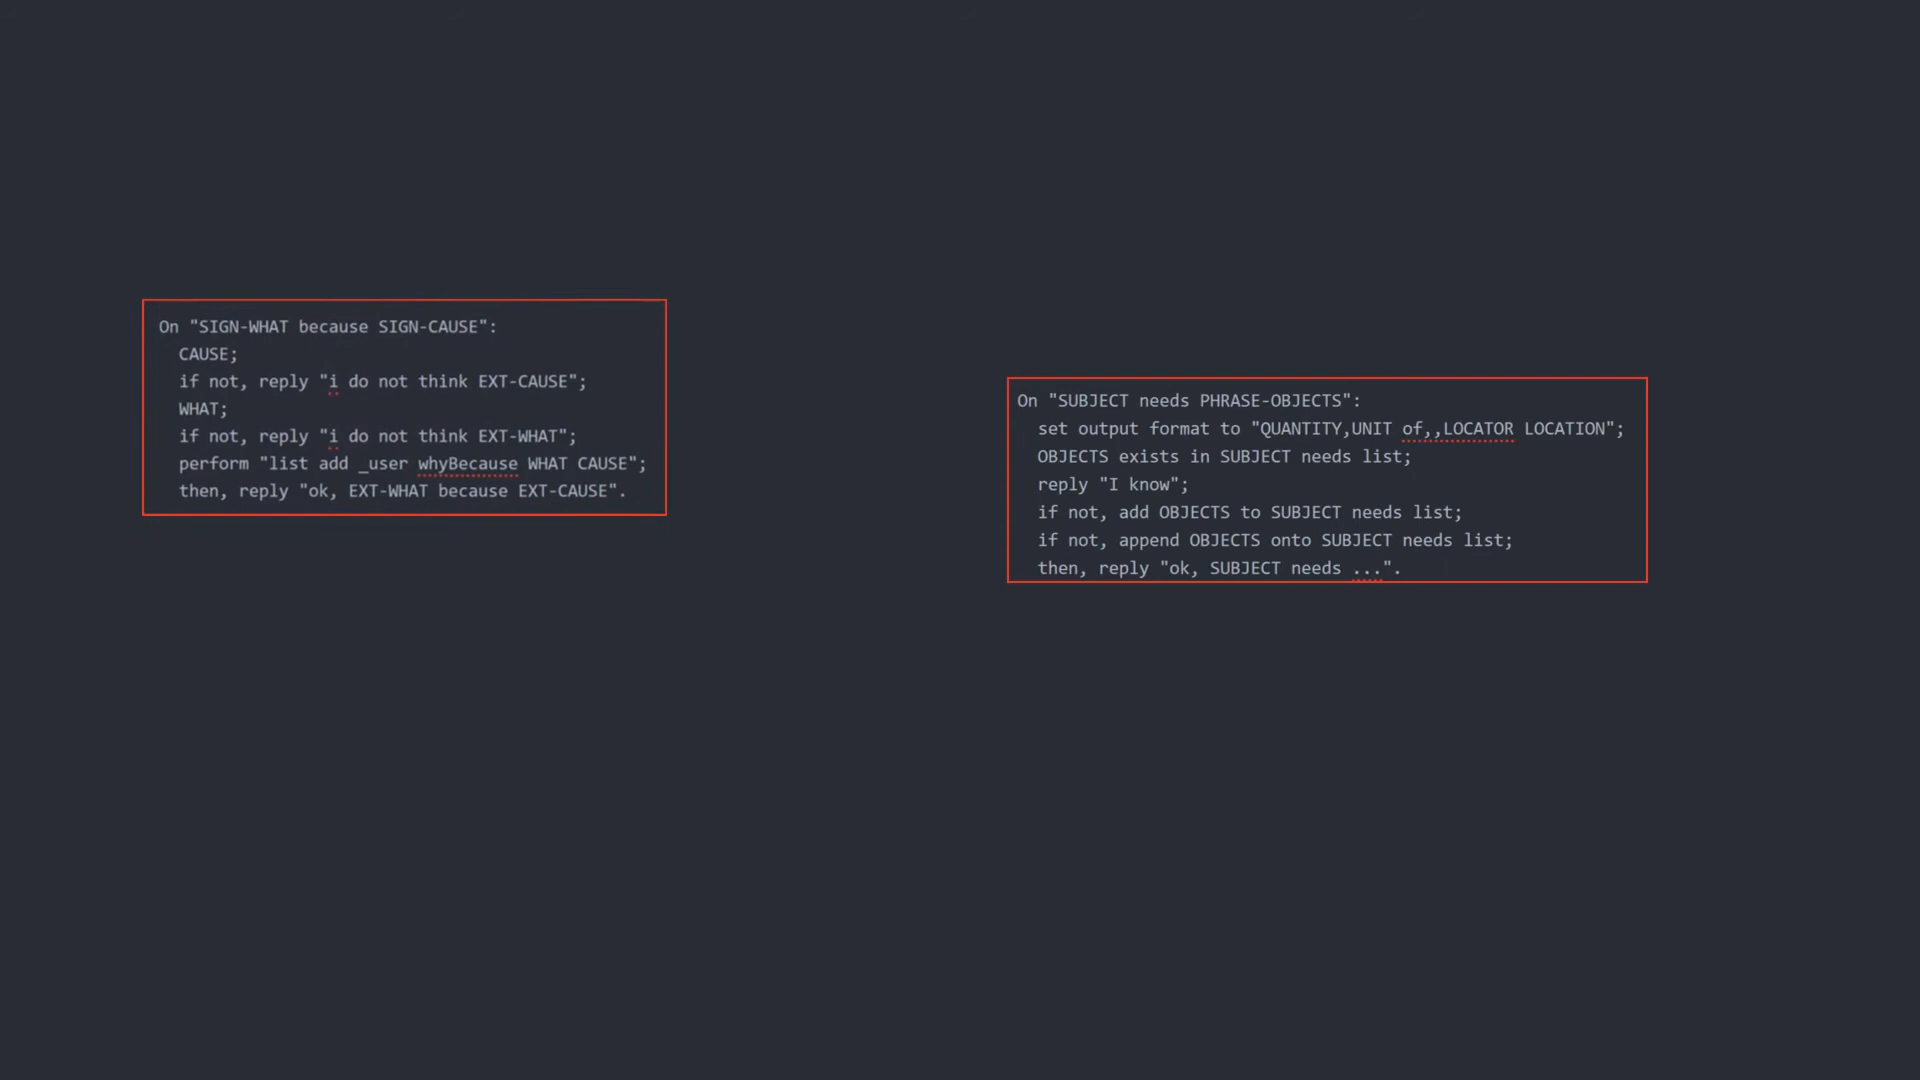 On "SIGN-WHAT because SIGN-CAUSE":
CAUSE;
if not, reply "i do not think EXT-CAUSE";
WHAT;
if not, reply "i do not think EXT-WHAT";
perform "list add _user whyBecause WHAT CAUSE";
then, reply "ok, EXT-WHAT because EXT-CAUSE".
On "SUBJECT needs PHRASE-OBJECTS":
set output format to "QUANTITY,UNIT of,,LOCATOR LOCATION";
OBJECTS exists in SUBJECT needs list;
reply "I know";
if not, add OBJECTS to SUBJECT needs list;
if not, append OBJECTS onto SUBJECT needs list;
then, reply "ok, SUBJECT needs ...".